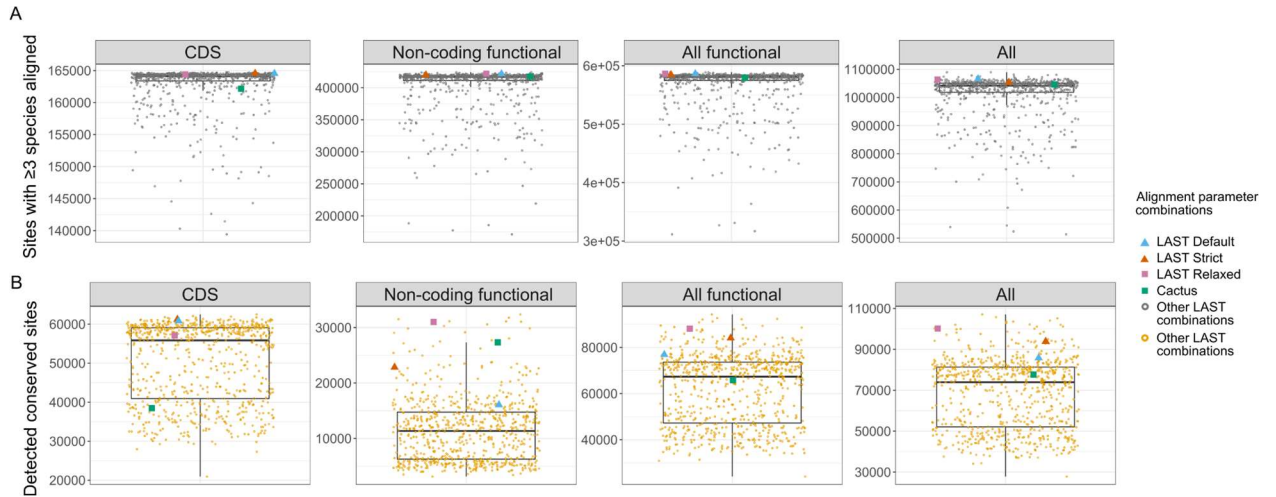 A
CDS
Non-coding functional
All functional
All
Sites with ≥3 species aligned
165000
160000
155000
150000
145000
140000
400000
350000
300000
250000
200000
6e+05
5e+05
4e+05
3e+05
1100000
1000000
900000
800000
700000
600000
500000
Alignment parameter
combinations
LAST Default
LAST Strict
LAST Relaxed
Cactus
Other LAST
combinations
Other LAST
combinations
B
CDS
Non-coding functional
All functional
All
Detected conserved sites
60000
50000
40000
30000
20000
30000
20000
10000
80000
60000
40000
110000
90000
70000
50000
30000